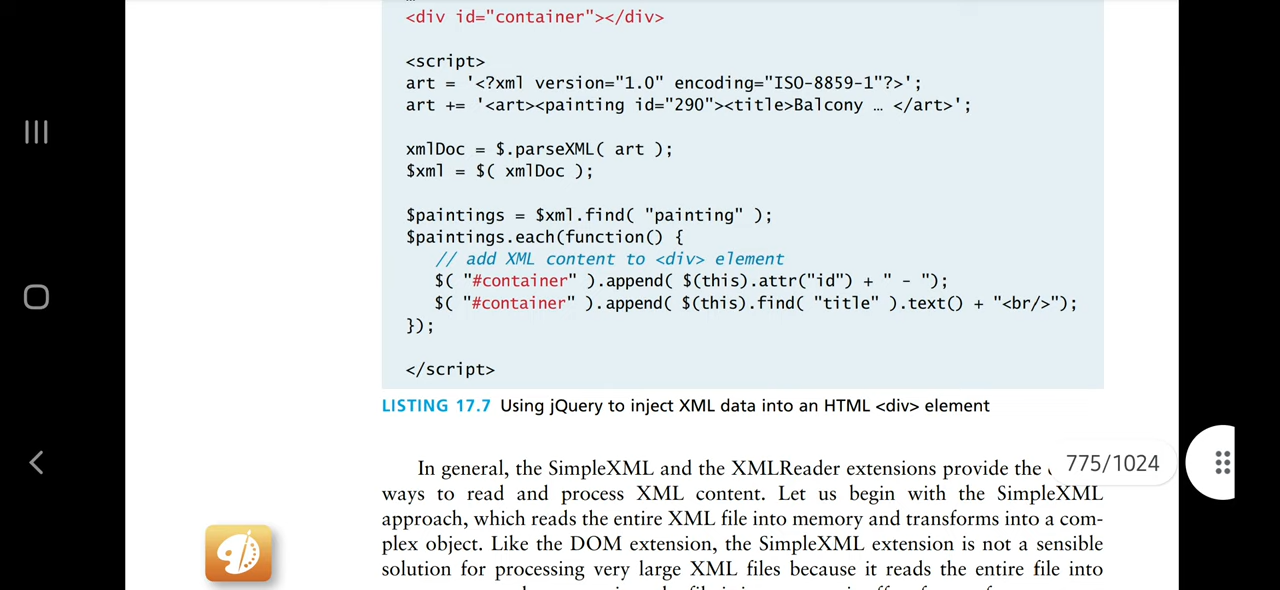 <div id="container"></div>
<script>
art = '<?xml version="1.0" encoding="ISO-8859-1"?>';
art += '<art><painting id="290"><title>Balcony … </art>';
xmlDoc = $.parseXML( art );
$xml = $( xmlDoc );
$paintings = $xml.find( "painting" );
$paintings.each(function() {
// add XML content to <div> element
$( "#container" ).append( $(this).attr("id") + " - ");
$( "#container" ).append( $(this).find( "title" ).text() + "<br/>");
});
</script>
LISTING 17.7 Using jQuery to inject XML data into an HTML <div> element
In general, the SimpleXML and the XMLReader extensions provide the
775/1024
ways to read and process XML content. Let us begin with the SimpleXML
approach, which reads the entire XML file into memory and transforms into a com-
plex object. Like the DOM extension, the SimpleXML extension is not a sensible
solution for processing very large XML files because it reads the entire file into